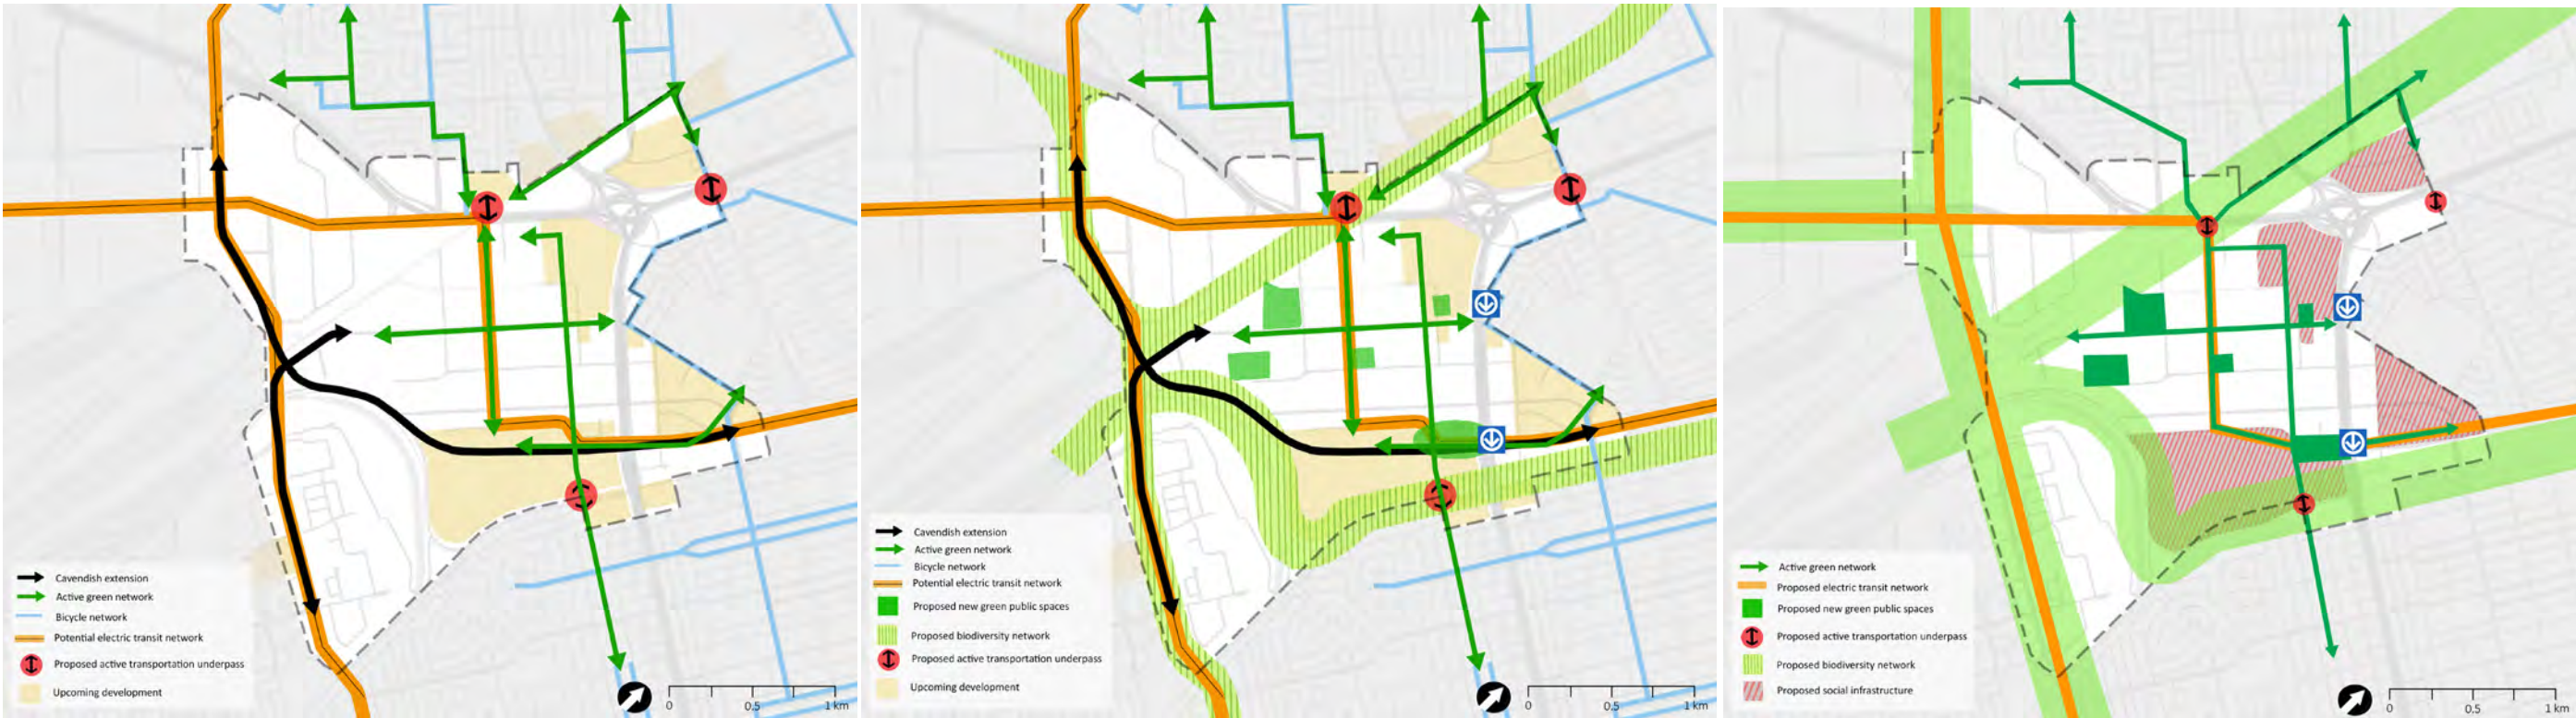 Cavendish extension
Active green network
Bicycle network
Potential electric transit network
Proposed active transportation underpass
Upcoming development
0 0.5 1 km
Cavendish extension
Active green network
Bicycle network
Potential electric transit network
Proposed new green public spaces
Proposed biodiversity network
Proposed active transportation underpass
Upcoming development
0 0.5 1 km
Active green network
Proposed electric transit network
Proposed new green public spaces
Proposed active transportation underpass
Proposed biodiversity network
Proposed social infrastructure
0 0.5 1 km